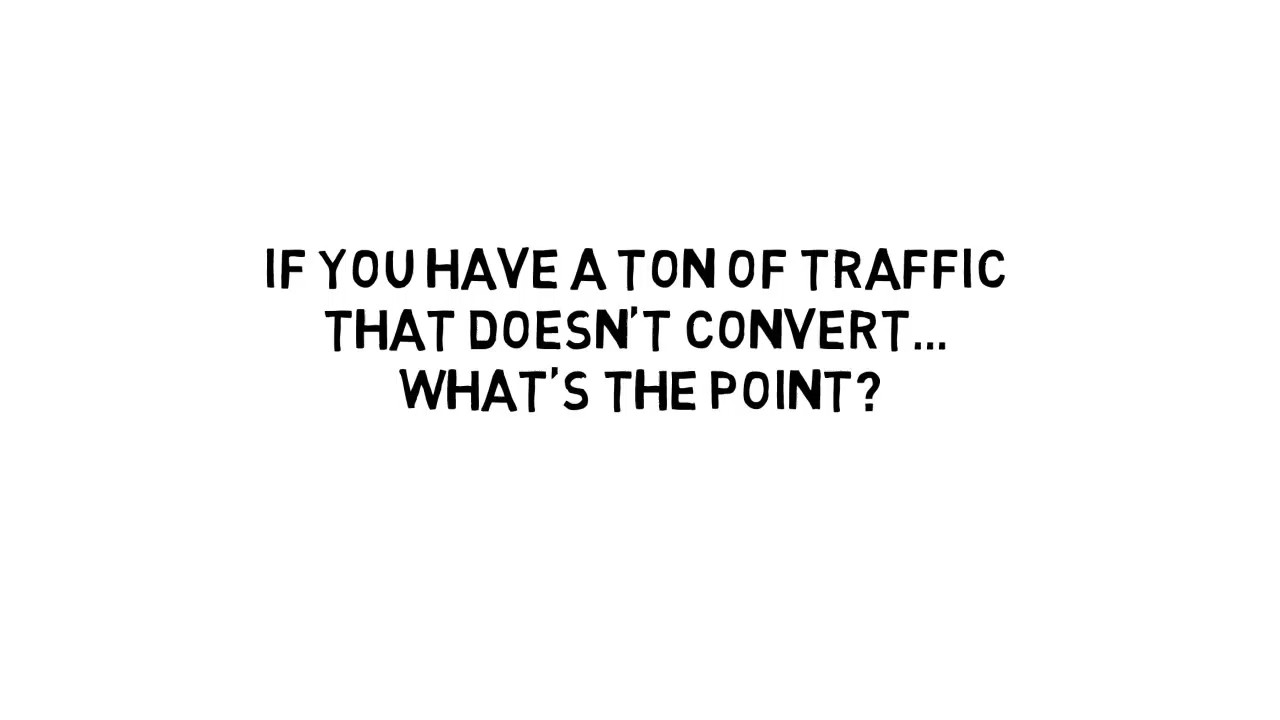 IF YOU HAVE A TON OF TRAFFIC
THAT DOESN'T CONVERT...
WHAT'S THE POINT?